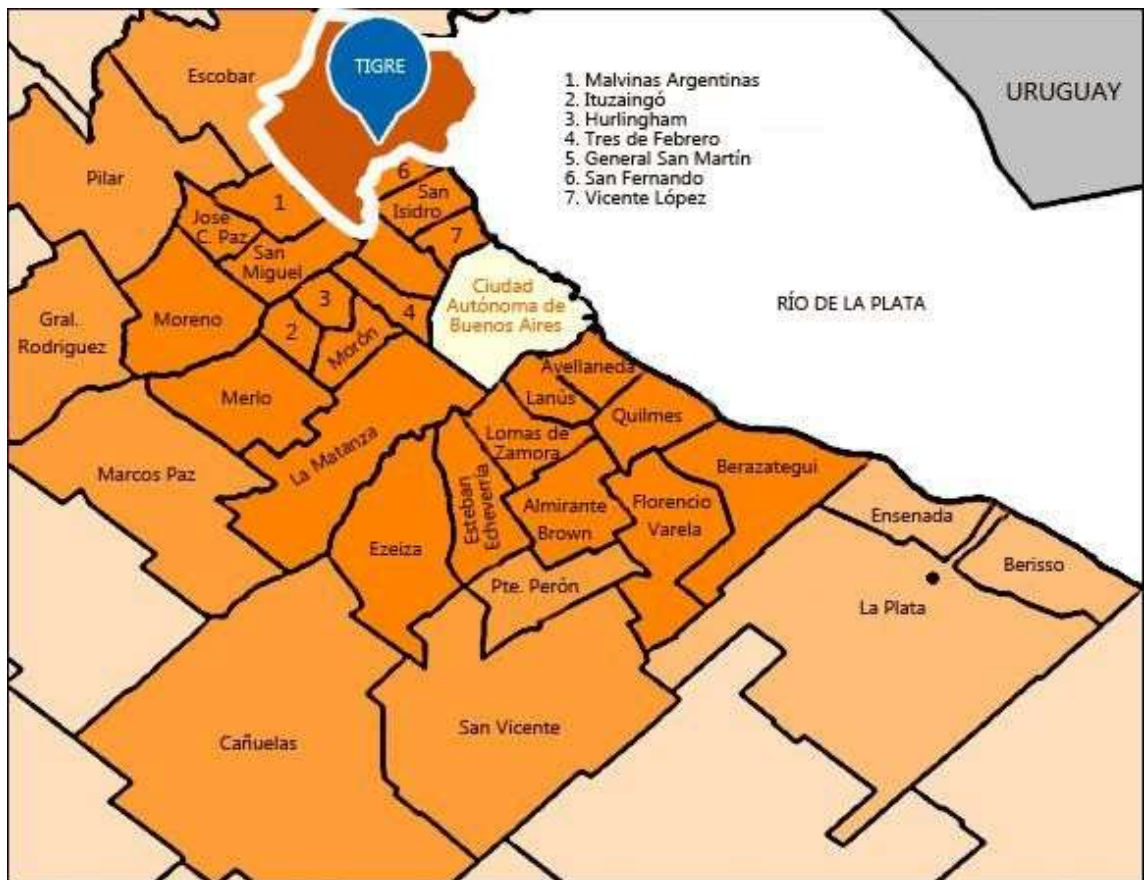 TIGRE
Escobar
1. Malvinas Argentinas
2. Ituzaingó
3. Hurlingham
4. Tres de Febrero
5. General San Martín
6. San Fernando
7. Vicente López
URUGUAY
Pilar
6
San
Isidro
1
José
C. Paz
7
San
Miguel
Ciudad
Autónoma de
Buenos Aires
3
RÍO DE LA PLATA
Gral.
Rodriguez
Moreno
2
4
Morón
Avellaneda
Merlo
Lanús
Quilmes
Lomas de
Zamora
La Matanza
Marcos Paz
Berazategui
Esteban
Echeverría
Almirante
Brown
Florencio
Varela
Ensenada
Ezeiza
Berisso
Pte. Perón
La Plata
San Vicente
Cañuelas